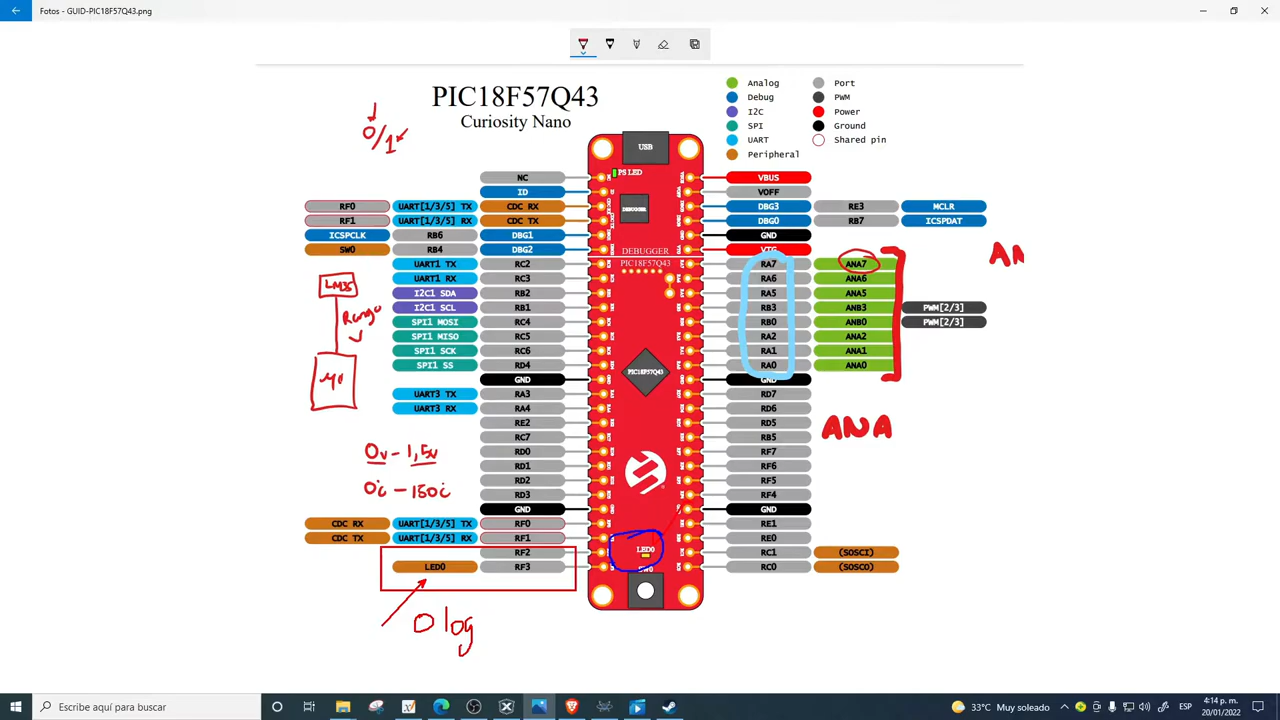 Fotos - GUID-PIC18F57Q43.png
PIC18F57Q43
Curiosity Nano
Analog
Debug
I2C
SPI
UART
Peripheral
Port
PWM
Power
Ground
Shared pin
0/1
USB
PS LED
DEBUGGER
DEBUGGER
PIC18F57Q43
PIC18F57Q43
LED0
SW0
NC
ID
RF0 UART[1/3/5] TX CDC RX
RF1 UART[1/3/5] RX CDC TX
ICSPCLK RB6 DBG1
SW0 RB4 DBG2
UART1 TX RC2
UART1 RX RC3
I2C1 SDA RB2
I2C1 SCL RB1
SPI1 MOSI RC4
SPI1 MISO RC5
SPI1 SCK RC6
SPI1 SS RC7
GND
UART3 TX RA3
UART3 RX RA4
RE2
RC7
RD0
RD1
RD2
RD3
GND
CDC RX UART[1/3/5] TX RF0
CDC TX UART[1/3/5] RX RF1
RF2
LED0 RF3
VBUS
VOFF
DBG3 RE3 MCLR
DBG0 RB7 ICSPDAT
GND
VTG
RA7 ANA7
RA6 ANA6
RA5 ANA5
RB3 ANB3 PWM[2/3]
RB0 ANB0 PWM[2/3]
RA2 ANA2
RA1 ANA1
RA0 ANA0
GND
RD7
RD6
RD5
RB5
RF7
RF6
RF5
RF4
GND
RE1
RE0
RC1 (SOSCI)
RC0 (SOSCO)
LM35
Rango
0v - 1,5v
0log
ANA
AN
Escribe aquí para buscar
33°C Muy soleado
ESP
4:14 p. m.
20/01/2022